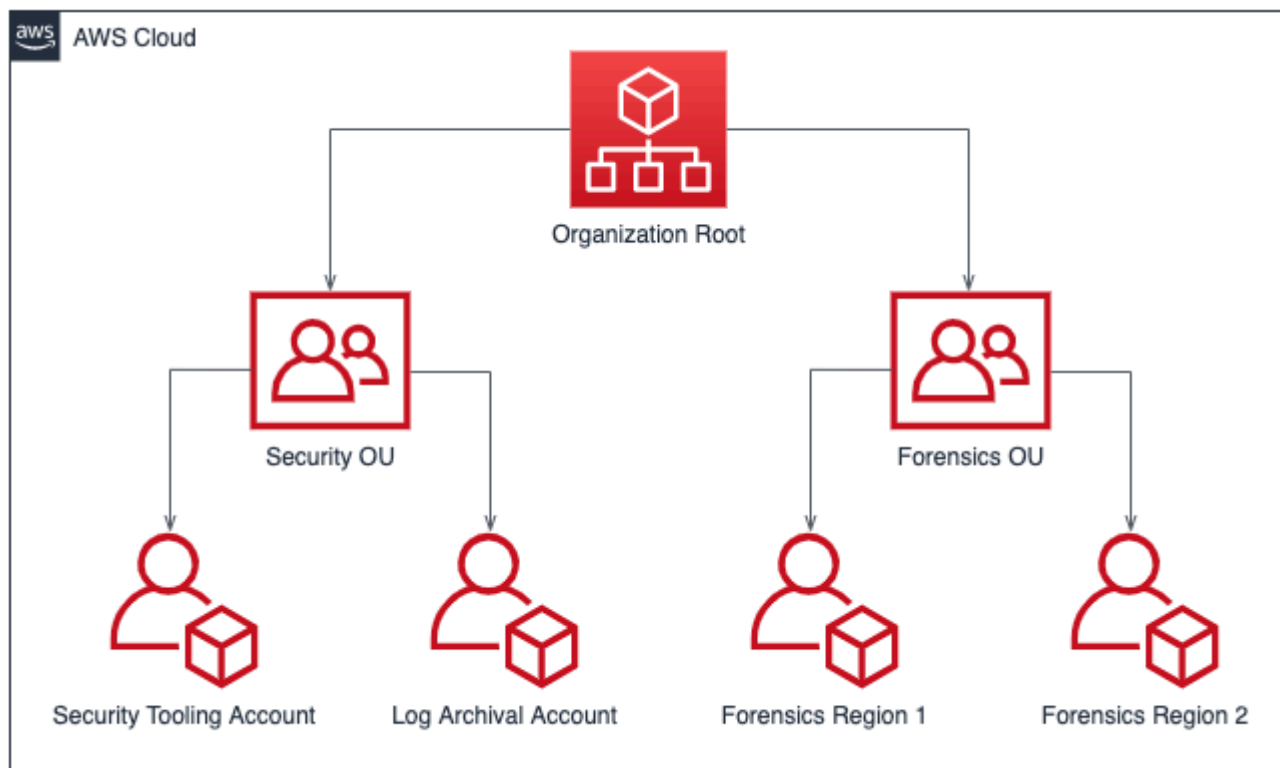 aws
AWS Cloud
Organization Root
Security OU
Forensics OU
Security Tooling Account
Log Archival Account
Forensics Region 1
Forensics Region 2